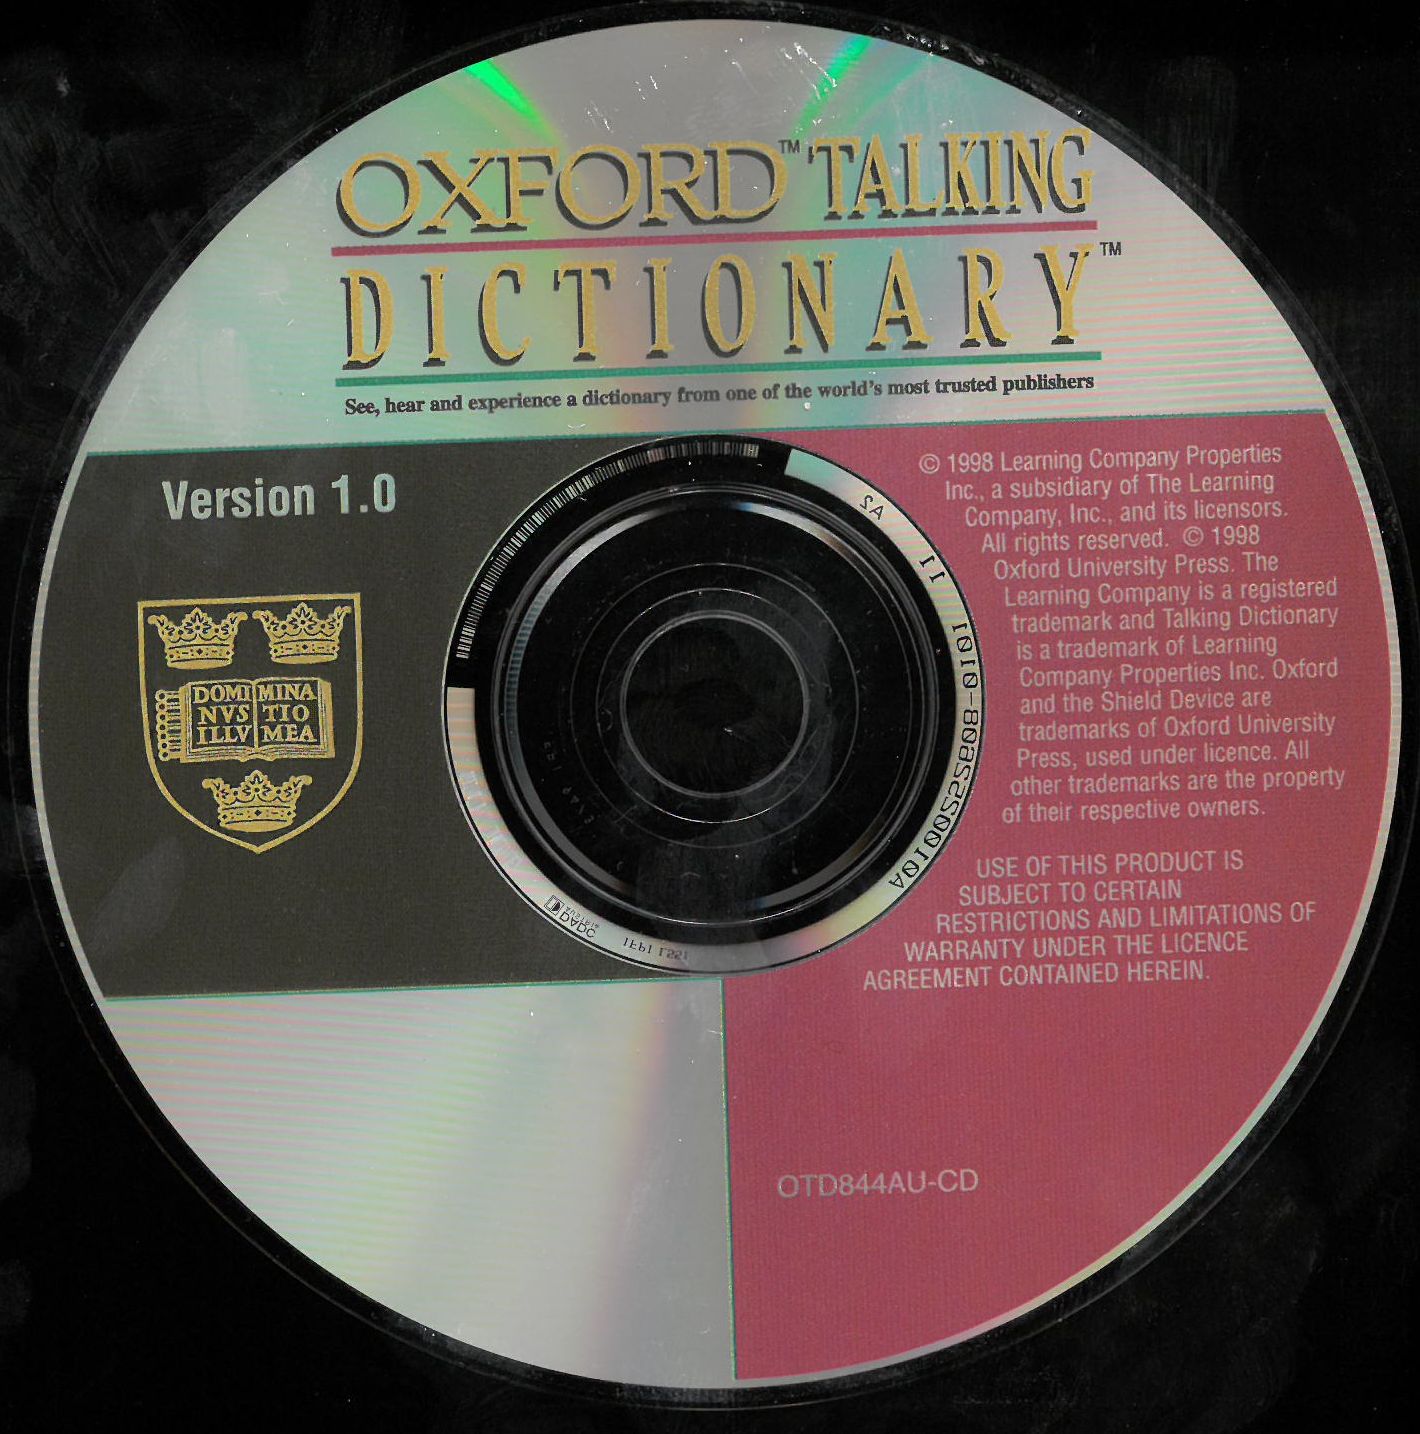 OXFORD™ TALKING
DICTIONARY™
See, hear and experience a dictionary from one of the world's most trusted publishers
Version 1.0
DOMI MINA
NVS TIO
ILLV MEA
© 1998 Learning Company Properties
Inc., a subsidiary of The Learning
Company, Inc., and its licensors.
All rights reserved. © 1998
Oxford University Press. The
Learning Company is a registered
trademark and Talking Dictionary
is a trademark of Learning
Company Properties Inc. Oxford
and the Shield Device are
trademarks of Oxford University
Press, used under licence. All
other trademarks are the property
of their respective owners.
USE OF THIS PRODUCT IS
SUBJECT TO CERTAIN
RESTRICTIONS AND LIMITATIONS OF
WARRANTY UNDER THE LICENCE
AGREEMENT CONTAINED HEREIN.
OTD844AU-CD
DADC
AUSTRIA
A2
11